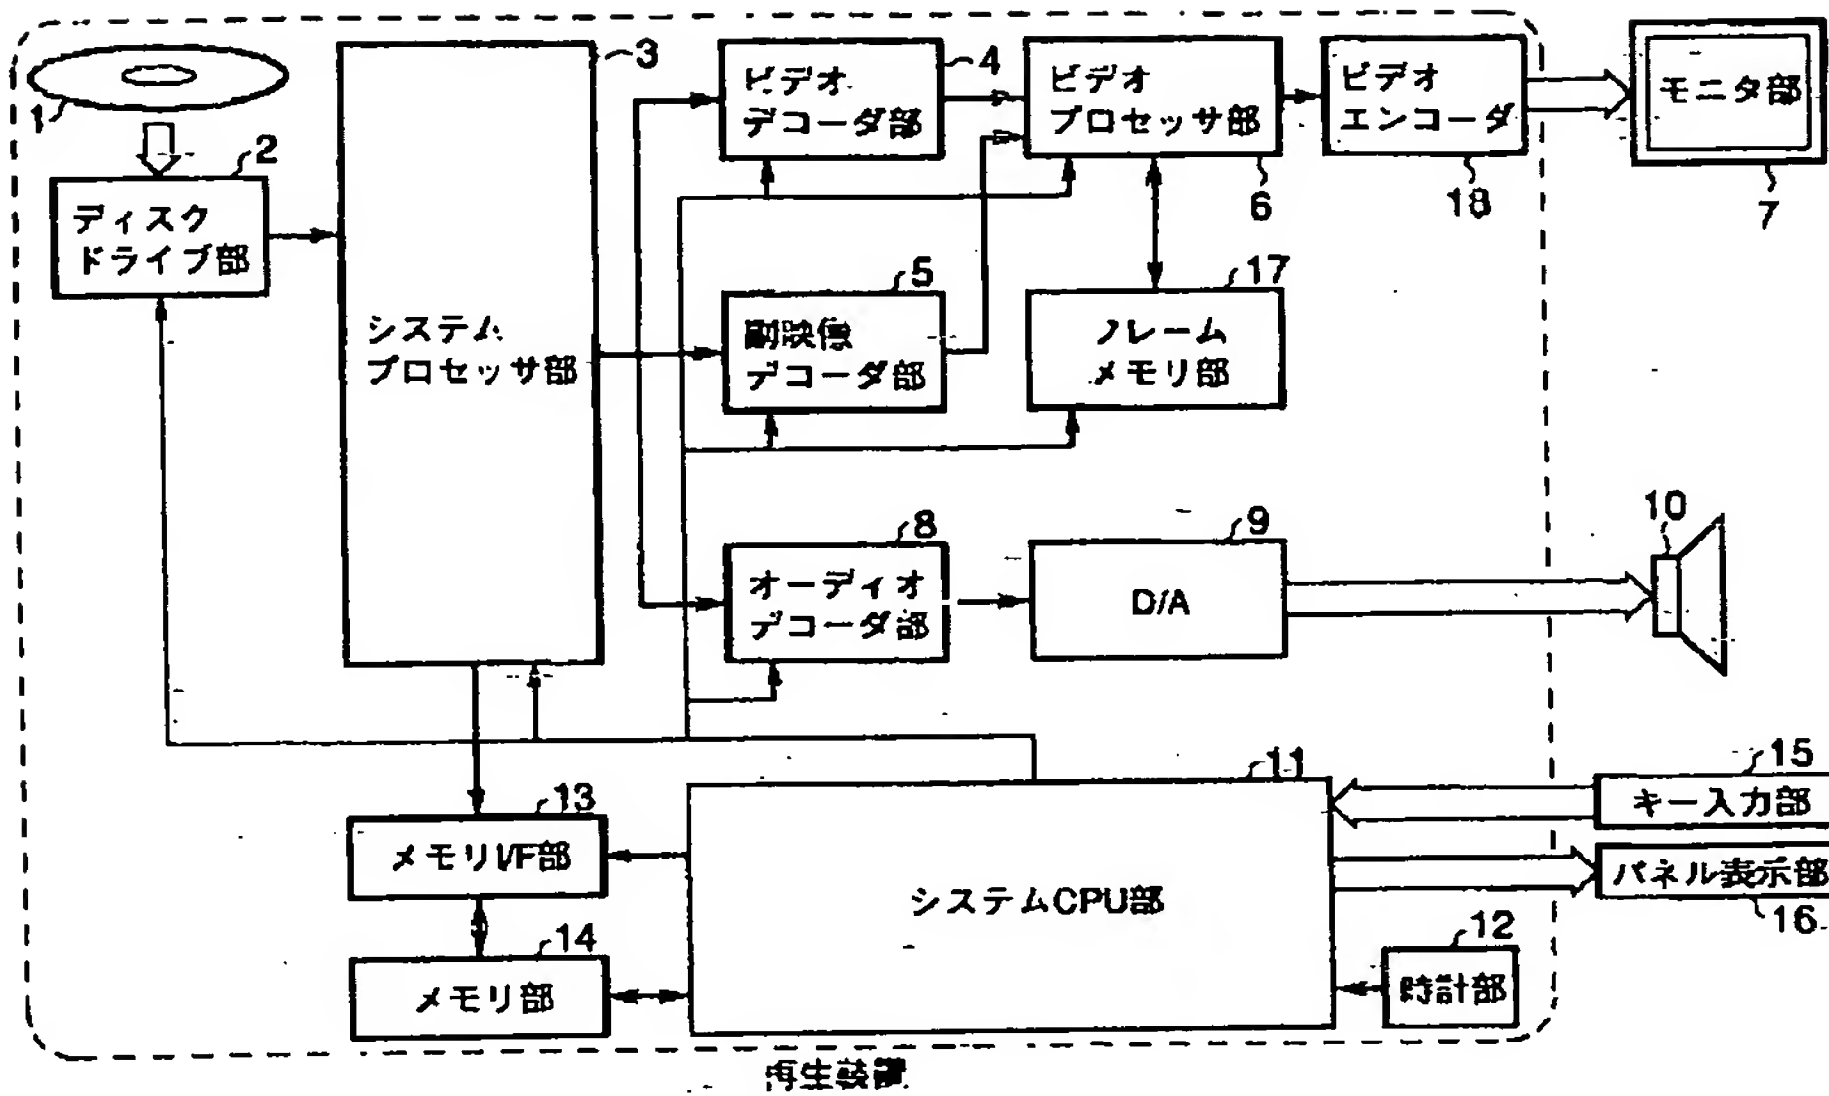 1
2
ディスク
ドライブ部
3
システム
プロセッサ部
4
ビデオ
デコーダ部
ビデオ
プロセッサ部
6
ビデオ
エンコーダ
18
モニタ部
7
5
副映像
デコーダ部
17
フレーム
メモリ部
8
オーディオ
デコーダ部
9
D/A
10
11
システムCPU部
13
メモリI/F部
14
メモリ部
15
キー入力部
パネル表示部
16
12
時計部
再生装置